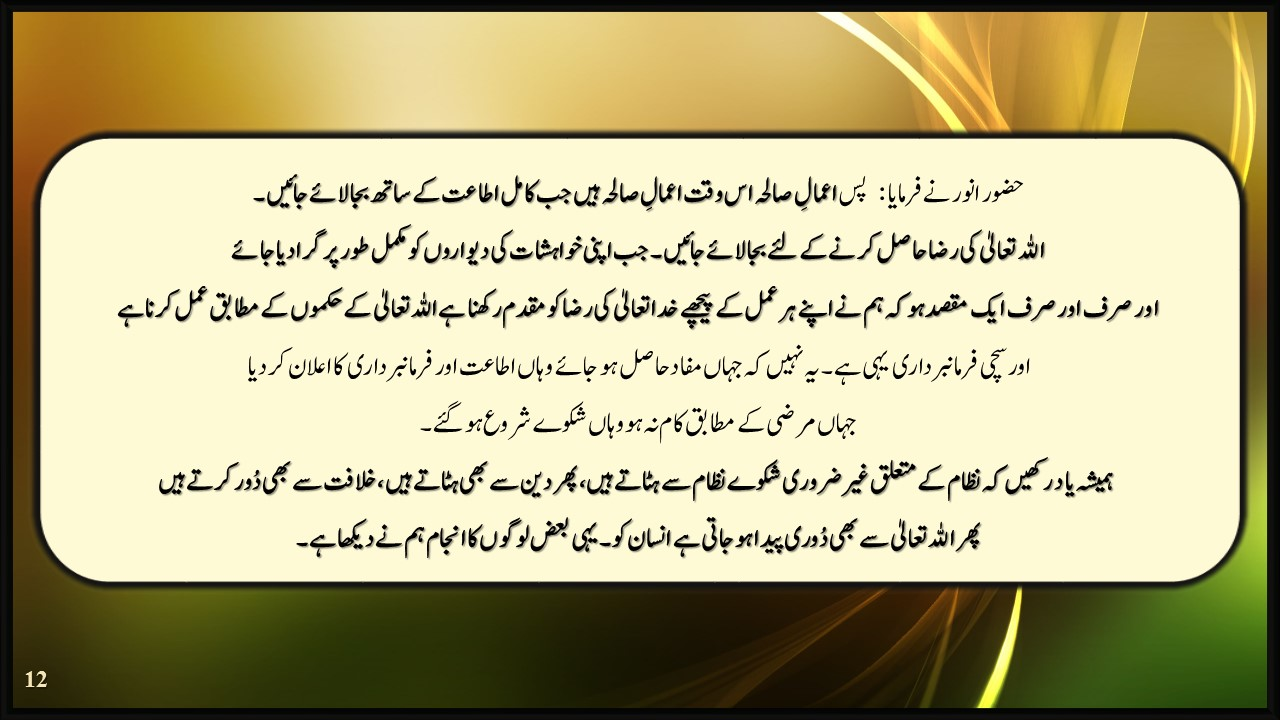 حضور انور نے فرمایا: پس اعمالِ صالحہ اس وقت اعمالِ صالحہ ہیں جب کامل اطاعت کے ساتھ بجالائے جائیں۔
اللہ تعالیٰ کی رضا حاصل کرنے کے لئے بجالائے جائیں۔ جب اپنی خواہشات کی دیواروں کو مکمل طور پر گرا دیا جائے
اور صرف اور صرف ایک مقصد ہو کہ ہم نے اپنے ہر عمل کے پیچھے خدا تعالیٰ کی رضا کو مقدم رکھنا ہے اللہ تعالیٰ کے حکموں کے مطابق عمل کرنا ہے
اور سچی فرمانبرداری یہی ہے۔ یہ نہیں کہ جہاں مفاد حاصل ہو جائے وہاں اطاعت اور فرمانبرداری کا اعلان کر دیا
جہاں مرضی کے مطابق کام نہ ہو وہاں شکوے شروع ہو گئے۔
ہمیشہ یاد رکھیں کہ نظام کے متعلق غیر ضروری شکوے نظام سے ہٹاتے ہیں، پھر دین سے بھی ہٹاتے ہیں، خلافت سے بھی دُور کرتے ہیں
پھر اللہ تعالیٰ سے بھی دُوری پیدا ہو جاتی ہے انسان کو۔ یہی بعض لوگوں کا انجام ہم نے دیکھا ہے۔
12